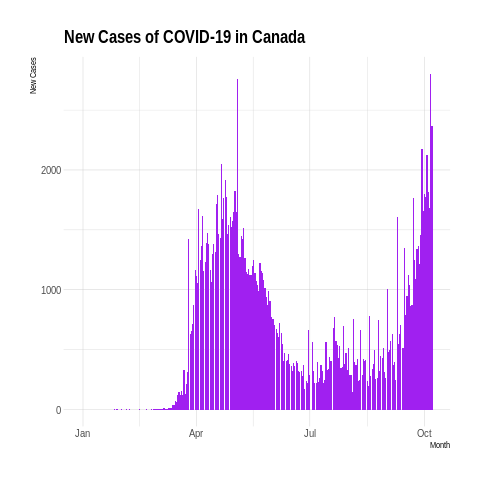 New Cases of COVID-19 in Canada
New Cases
2000
1000
0
Jan Apr Jul Oct
Month